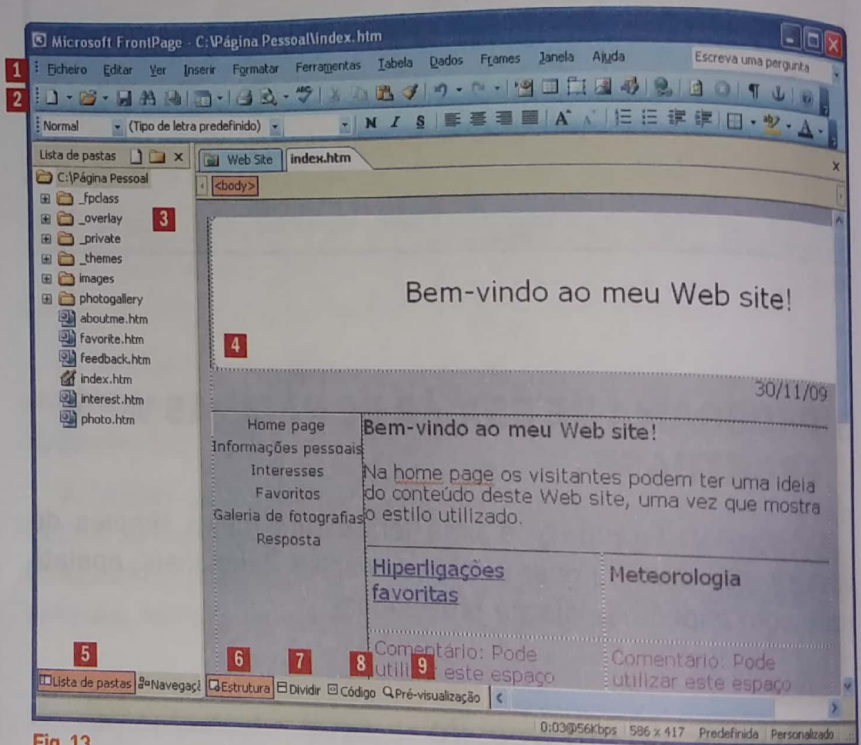 Microsoft FrontPage - C:\Página Pessoal\index.htm
1 Ficheiro Editar Ver Inserir Formatar Ferramentas Tabela Dados Frames Janela Ajuda Escreva uma pergunta
2
Normal (Tipo de letra predefinido) N I S
Lista de pastas
Web Site index.htm
C:\Página Pessoal
<body>
_fpclass
_overlay
3
_private
_themes
images
photogallery
aboutme.htm
favorite.htm
feedback.htm
index.htm
interest.htm
photo.htm
Bem-vindo ao meu Web site!
4
30/11/09
Home page
Informações pessoais
Interesses
Favoritos
Galeria de fotografias
Resposta
Bem-vindo ao meu Web site!
Na home page os visitantes podem ter uma ideia
do conteúdo deste Web site, uma vez que mostra
o estilo utilizado.
Hiperligações
favoritas
Meteorologia
Comentário: Pode
utilizar este espaço
Comentário: Pode
utilizar este espaço
5 6 7 8 9
Lista de pastas Navegaçã Estrutura Dividir Código Pré-visualização
0:03@56Kbps 586 x 417 Predefinida Personalizado
Fig. 13